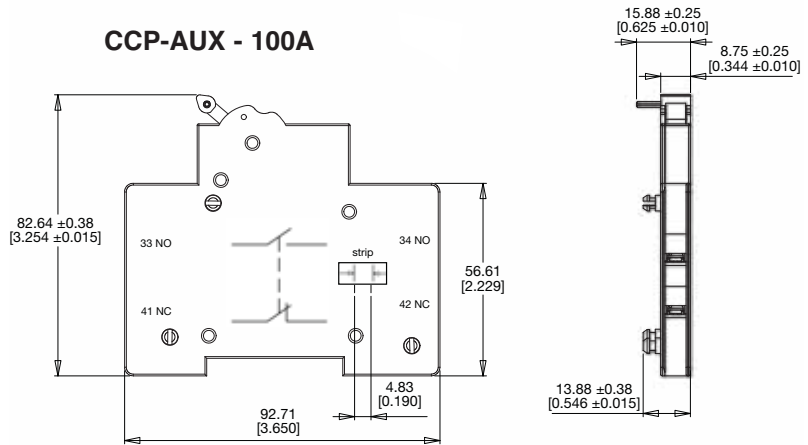 CCP-AUX - 100A
15.88 ±0.25
[0.625 ±0.010]
8.75 ±0.25
[0.344 ±0.010]
82.64 ±0.38
[3.254 ±0.015]
33 NO
34 NO
strip
41 NC
42 NC
56.61
[2.229]
4.83
[0.190]
92.71
[3.650]
13.88 ±0.38
[0.546 ±0.015]